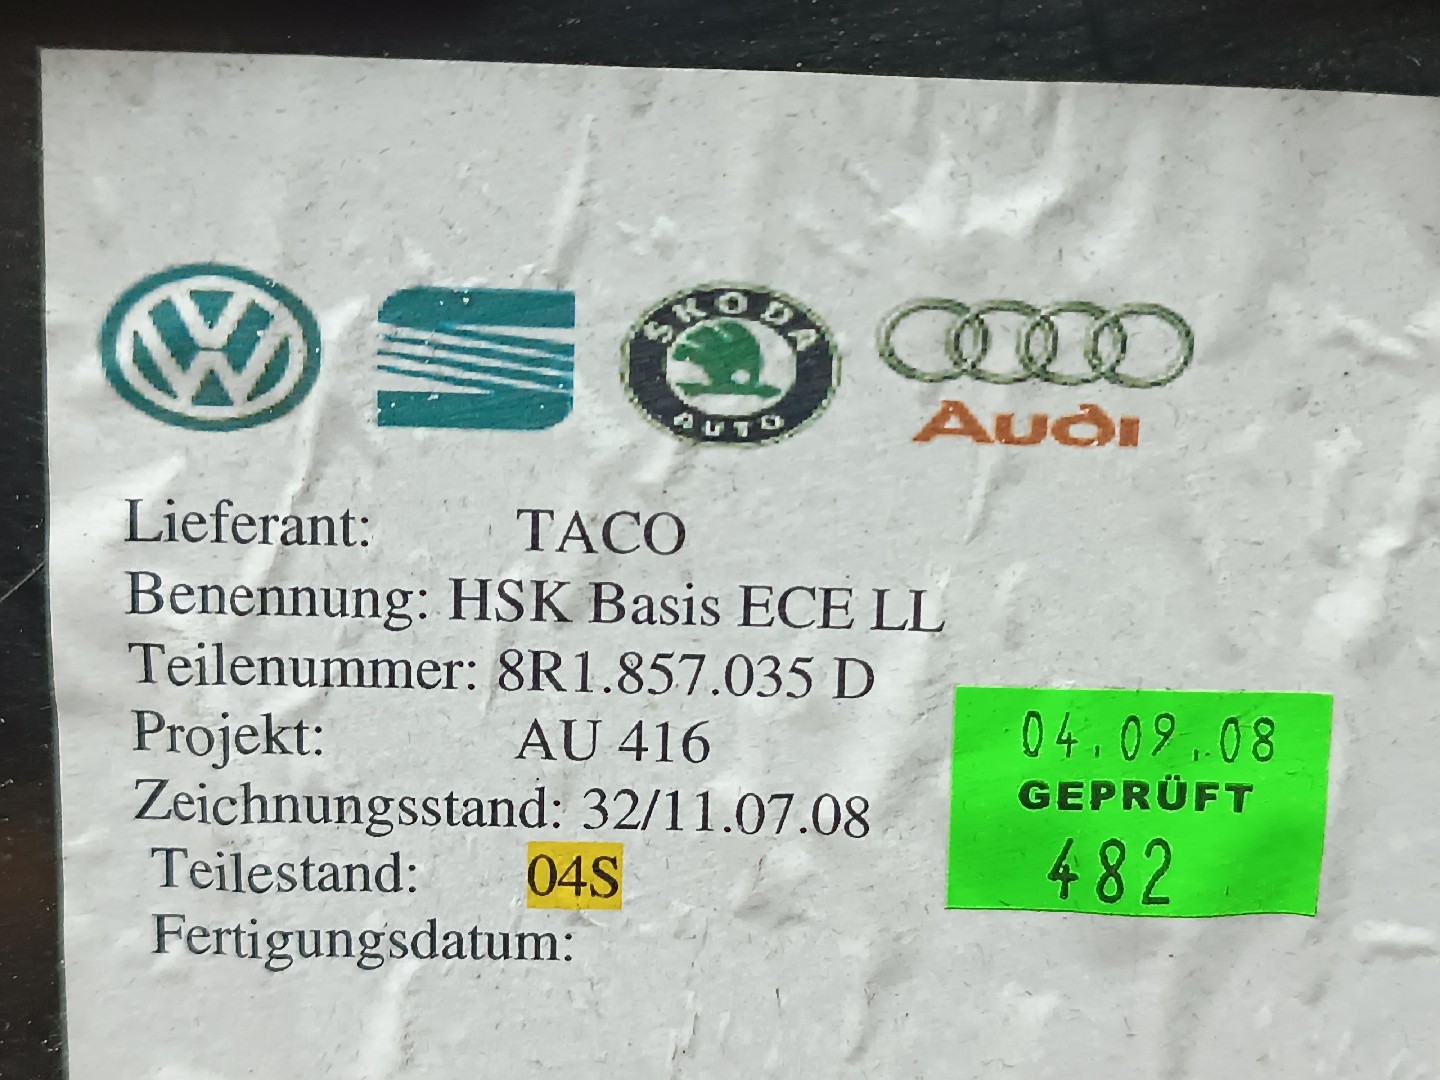 ŠKODA
AUTO
Audi
Lieferant: TACO
Benennung: HSK Basis ECE LL
Teilenummer: 8R1.857.035 D
Projekt: AU 416
Zeichnungsstand: 32/11.07.08
Teilestand: 04S
Fertigungsdatum:
04.09.08
GEPRÜFT
482